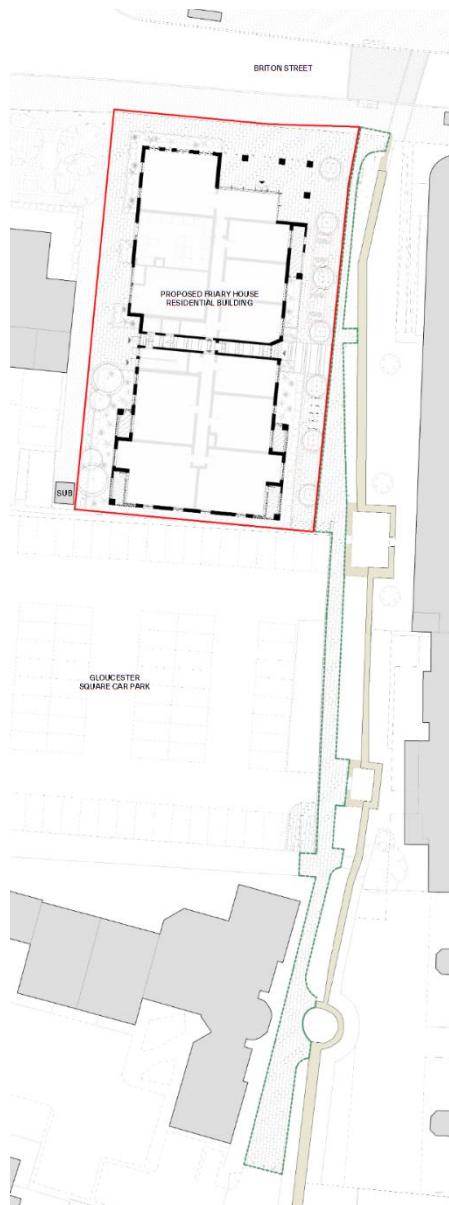 BRITON STREET
PROPOSED FRIARY HOUSE
RESIDENTIAL BUILDING
SUB
GLOUCESTER
SQUARE CAR PARK